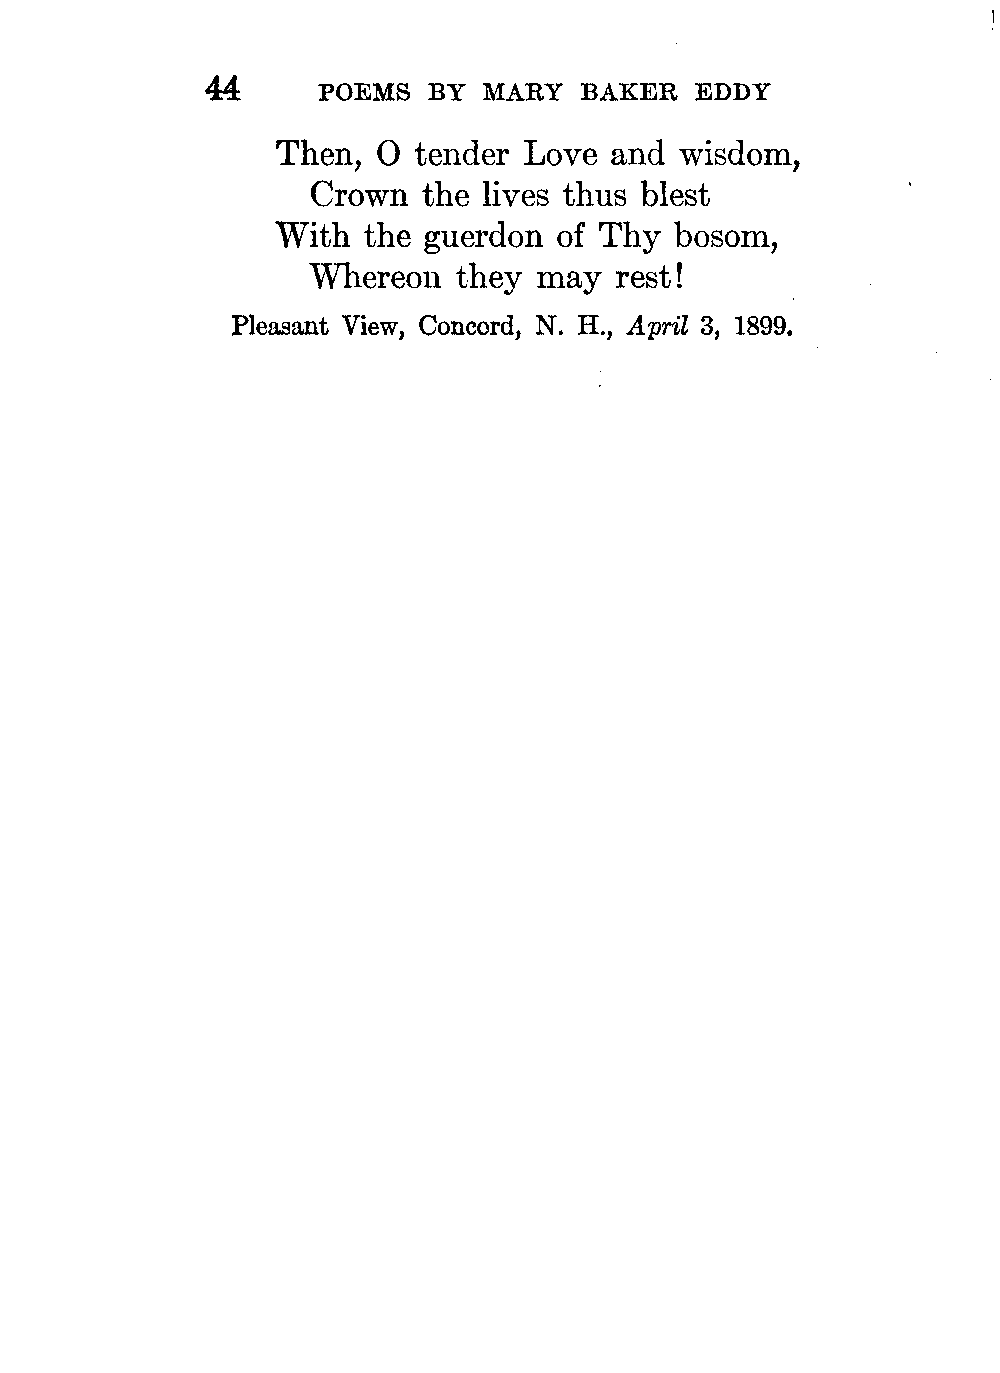 44 POEMS BY MARY BAKER EDDY
Then, O tender Love and wisdom,
Crown the lives thus blest
With the guerdon of Thy bosom,
Whereon they may rest!
Pleasant View, Concord, N. H., April 3, 1899.